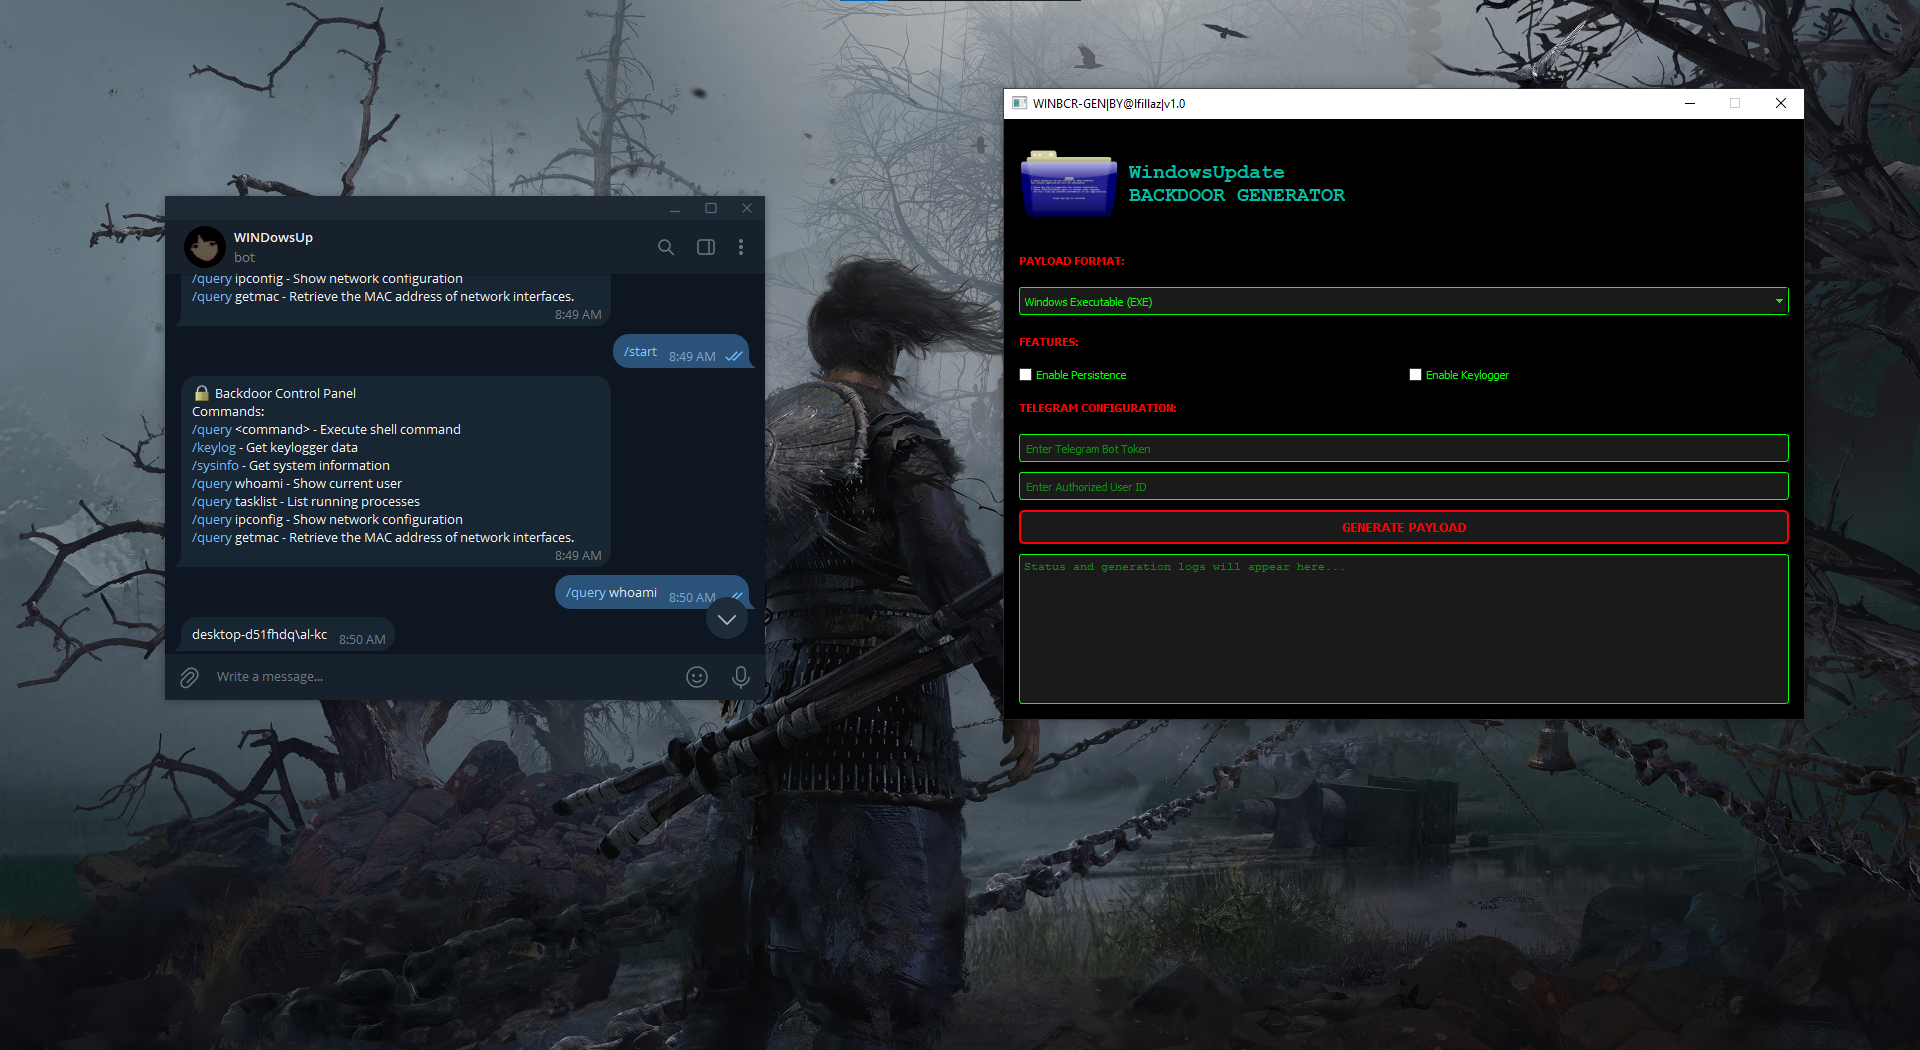 WINDowsUp
bot
/query ipconfig - Show network configuration
/query getmac - Retrieve the MAC address of network interfaces.
8:49 AM
/start 8:49 AM
Backdoor Control Panel
Commands:
/query <command> - Execute shell command
/keylog - Get keylogger data
/sysinfo - Get system information
/query whoami - Show current user
/query tasklist - List running processes
/query ipconfig - Show network configuration
/query getmac - Retrieve the MAC address of network interfaces.
8:49 AM
/query whoami 8:50 AM
desktop-d51fhdq\al-kc 8:50 AM
Write a message...
WINBCR-GEN|BY@lfillaz|v1.0
WindowsUpdate
BACKDOOR GENERATOR
PAYLOAD FORMAT:
Windows Executable (EXE)
FEATURES:
Enable Persistence
Enable Keylogger
TELEGRAM CONFIGURATION:
Enter Telegram Bot Token
Enter Authorized User ID
GENERATE PAYLOAD
Status and generation logs will appear here...